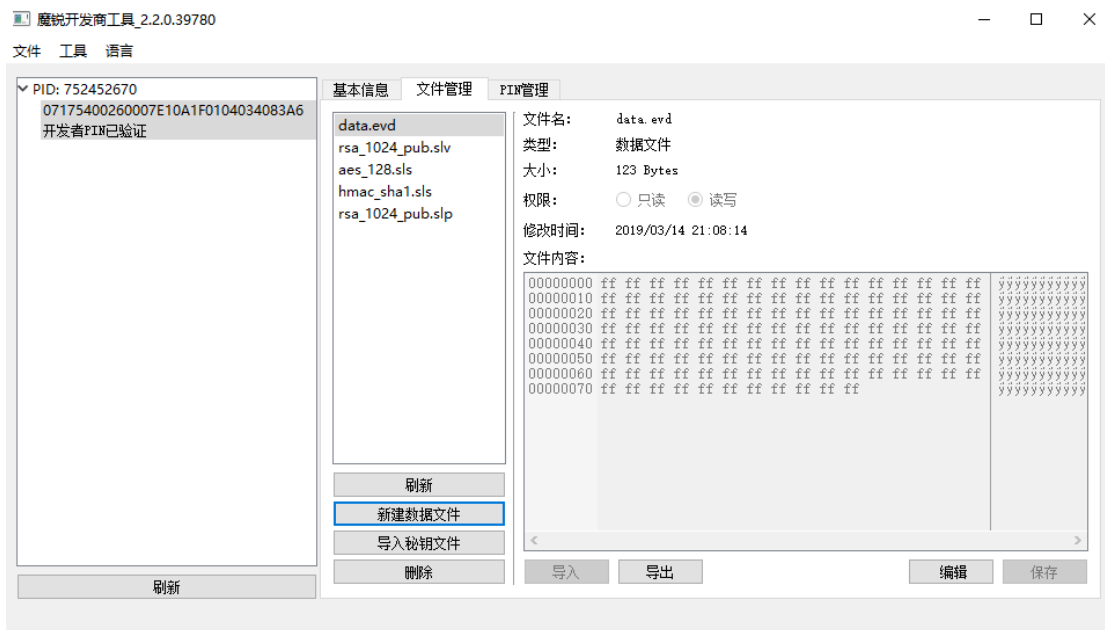 魔锐开发商工具_2.2.0.39780
文件 工具 语言
PID: 752452670
07175400260007E10A1F0104034083A6
开发者PIN已验证
刷新
基本信息 文件管理 PIN管理
data.evd
rsa_1024_pub.slv
aes_128.sls
hmac_sha1.sls
rsa_1024_pub.slp
刷新
新建数据文件
导入秘钥文件
删除
文件名: data.evd
类型: 数据文件
大小: 123 Bytes
权限: 只读 读写
修改时间: 2019/03/14 21:08:14
文件内容:
00000000 ff ff ff ff ff ff ff ff ff ff ff ff ff ff ff ff ÿÿÿÿÿÿÿÿÿÿÿ
00000010 ff ff ff ff ff ff ff ff ff ff ff ff ff ff ff ff ÿÿÿÿÿÿÿÿÿÿÿ
00000020 ff ff ff ff ff ff ff ff ff ff ff ff ff ff ff ff ÿÿÿÿÿÿÿÿÿÿÿ
00000030 ff ff ff ff ff ff ff ff ff ff ff ff ff ff ff ff ÿÿÿÿÿÿÿÿÿÿÿ
00000040 ff ff ff ff ff ff ff ff ff ff ff ff ff ff ff ff ÿÿÿÿÿÿÿÿÿÿÿ
00000050 ff ff ff ff ff ff ff ff ff ff ff ff ff ff ff ff ÿÿÿÿÿÿÿÿÿÿÿ
00000060 ff ff ff ff ff ff ff ff ff ff ff ff ff ff ff ff ÿÿÿÿÿÿÿÿÿÿÿ
00000070 ff ff ff ff ff ff ff ff ff ff ff ÿÿÿÿÿÿÿÿÿÿÿ
导入 导出 编辑 保存